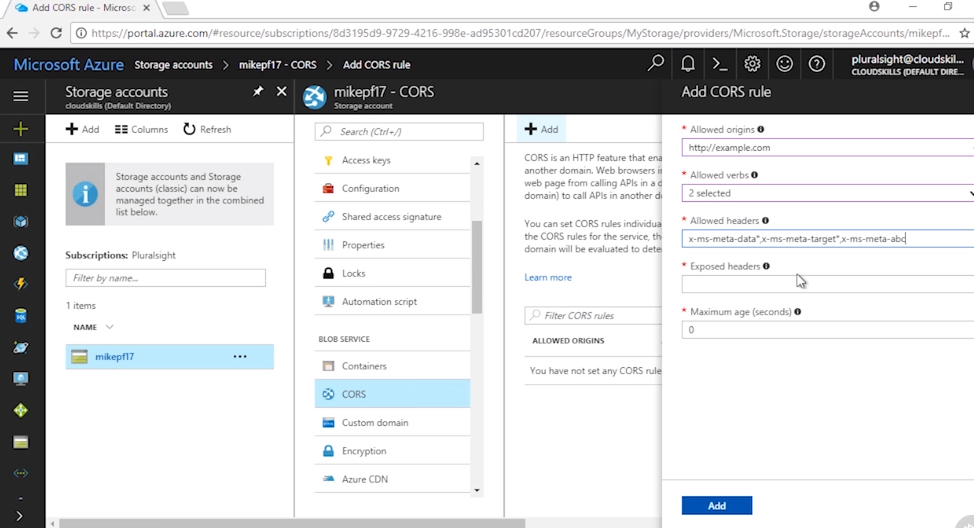 Add CORS rule - Micros
https://portal.azure.com/#resource/subscriptions/8d3195d9-9729-4216-998e-ad95301cd207/resourceGroups/MyStorage/providers/Microsoft.Storage/storageAccounts/mikepf...
Microsoft Azure Storage accounts > mikepf17 - CORS > Add CORS rule
pluralsight@cloudskil...
CLOUDSKILLS (DEFAULT DIRE...
Storage accounts
cloudskills (Default Directory)
Add Columns Refresh
Storage accounts and Storage
accounts (classic) can now be
managed together in the combined
list below.
Subscriptions: Pluralsight
Filter by name...
1 items
NAME
mikepf17 ...
mikepf17 - CORS
Storage account
Search (Ctrl+/)
Access keys
Configuration
Shared access signature
Properties
Locks
Automation script
BLOB SERVICE
Containers
CORS
Custom domain
Encryption
Azure CDN
Add
CORS is an HTTP feature that ena
another domain. Web browsers i
web page from calling APIs in a d
domain) to call APIs in another d
You can set CORS rules individua
the CORS rules for the service, th
domain will be evaluated to dete
Learn more
Filter CORS rules
ALLOWED ORIGINS
You have not set any CORS rule
Add CORS rule
* Allowed origins
http://example.com
* Allowed verbs
2 selected
* Allowed headers
x-ms-meta-data*,x-ms-meta-target*,x-ms-meta-abc
* Exposed headers
* Maximum age (seconds)
0
Add